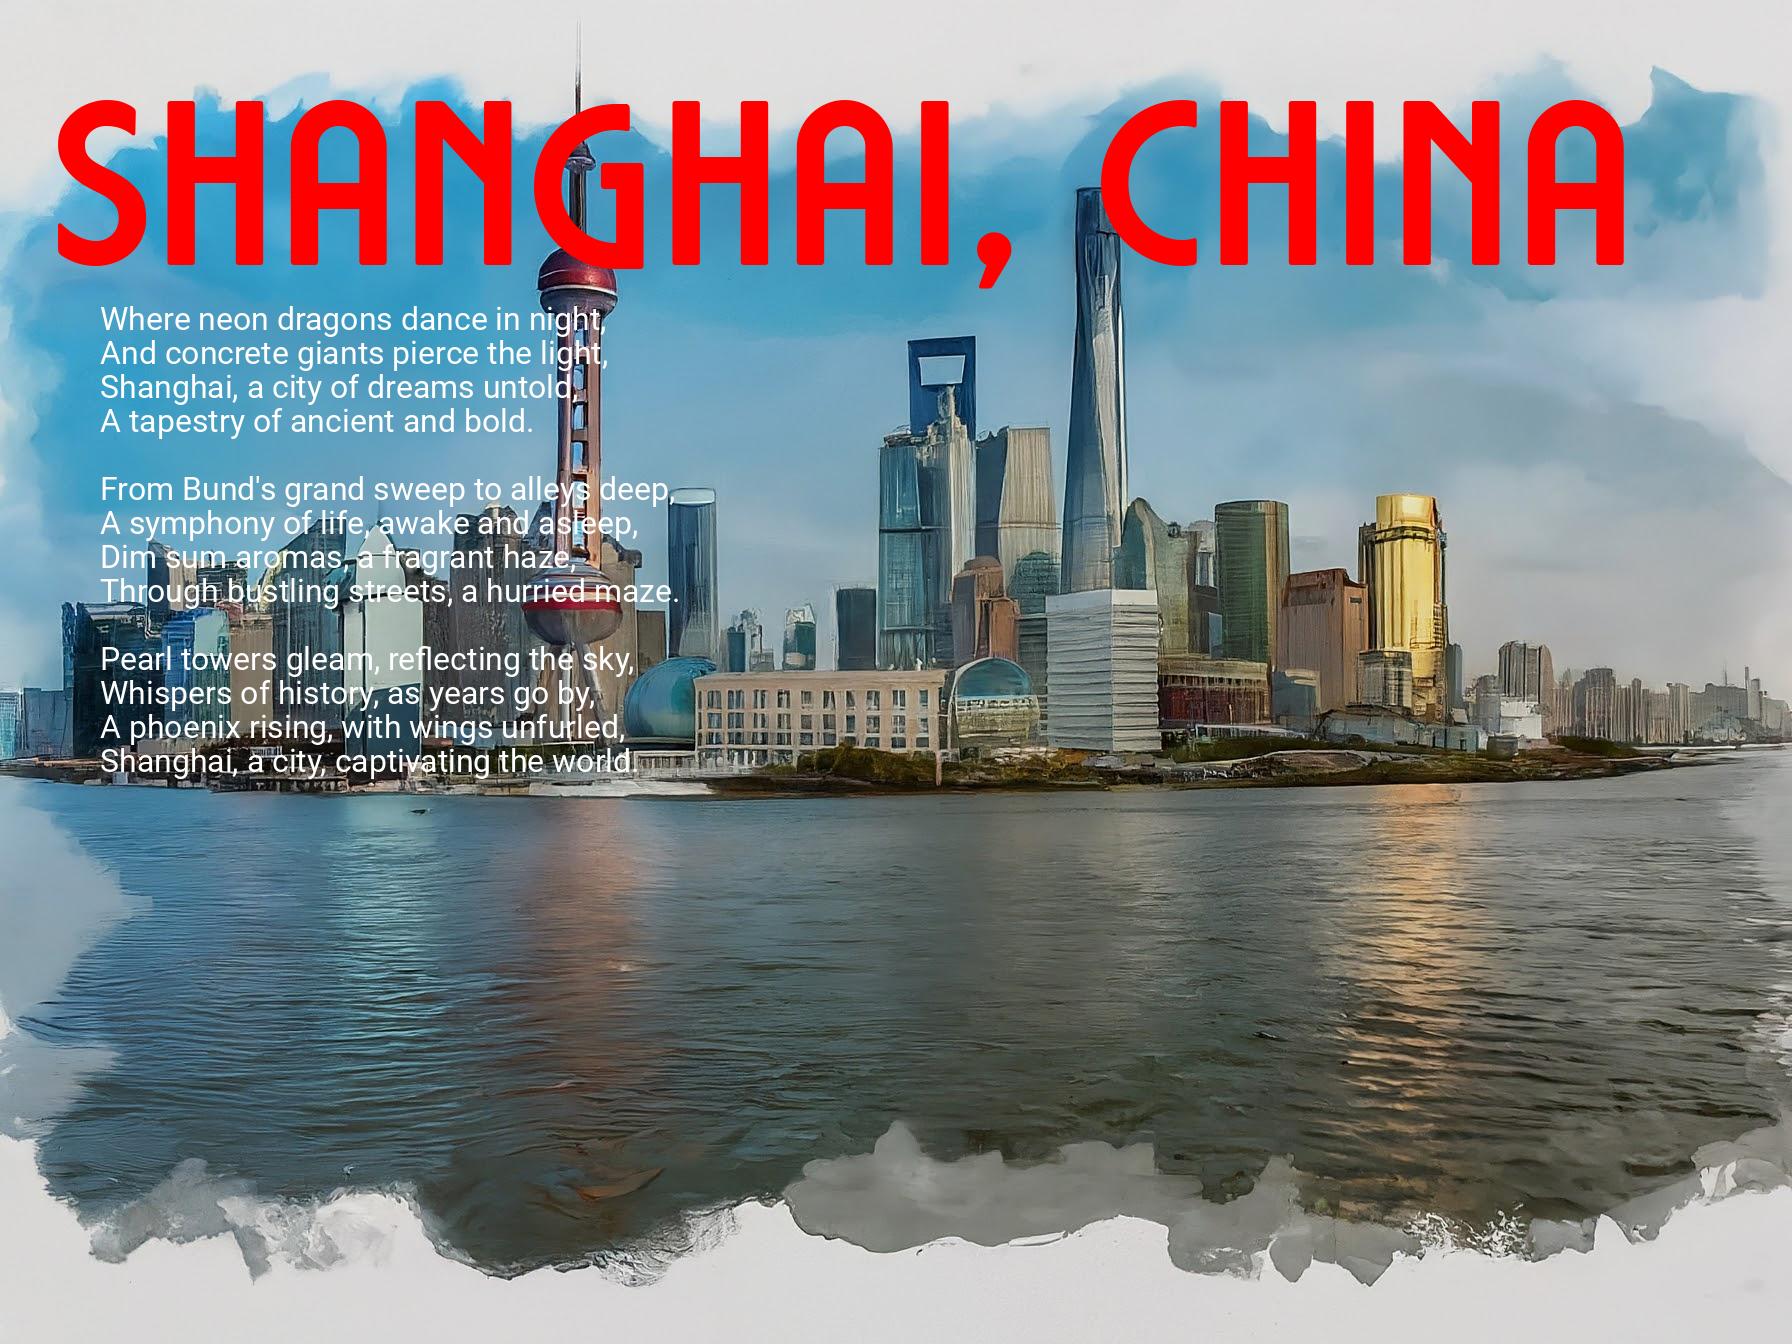 SHANGHAI, CHINA
Where neon dragons dance in night,
And concrete giants pierce the light,
Shanghai, a city of dreams untold,
A tapestry of ancient and bold.
From Bund's grand sweep to alleys deep,
A symphony of life, awake and asleep,
Dim sum aromas, a fragrant haze,
Through bustling streets, a hurried maze.
Pearl towers gleam, reflecting the sky,
Whispers of history, as years go by,
A phoenix rising, with wings unfurled,
Shanghai, a city, captivating the world.